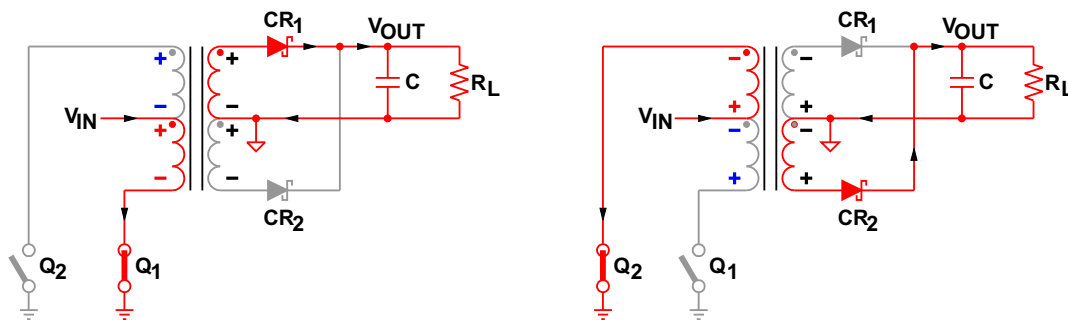 CR1
VOUT
+ + C RL
– –
VIN
+ +
– –
CR2
Q2 Q1
CR1
VOUT
– – C RL
+ +
VIN
– –
+ +
CR2
Q2 Q1